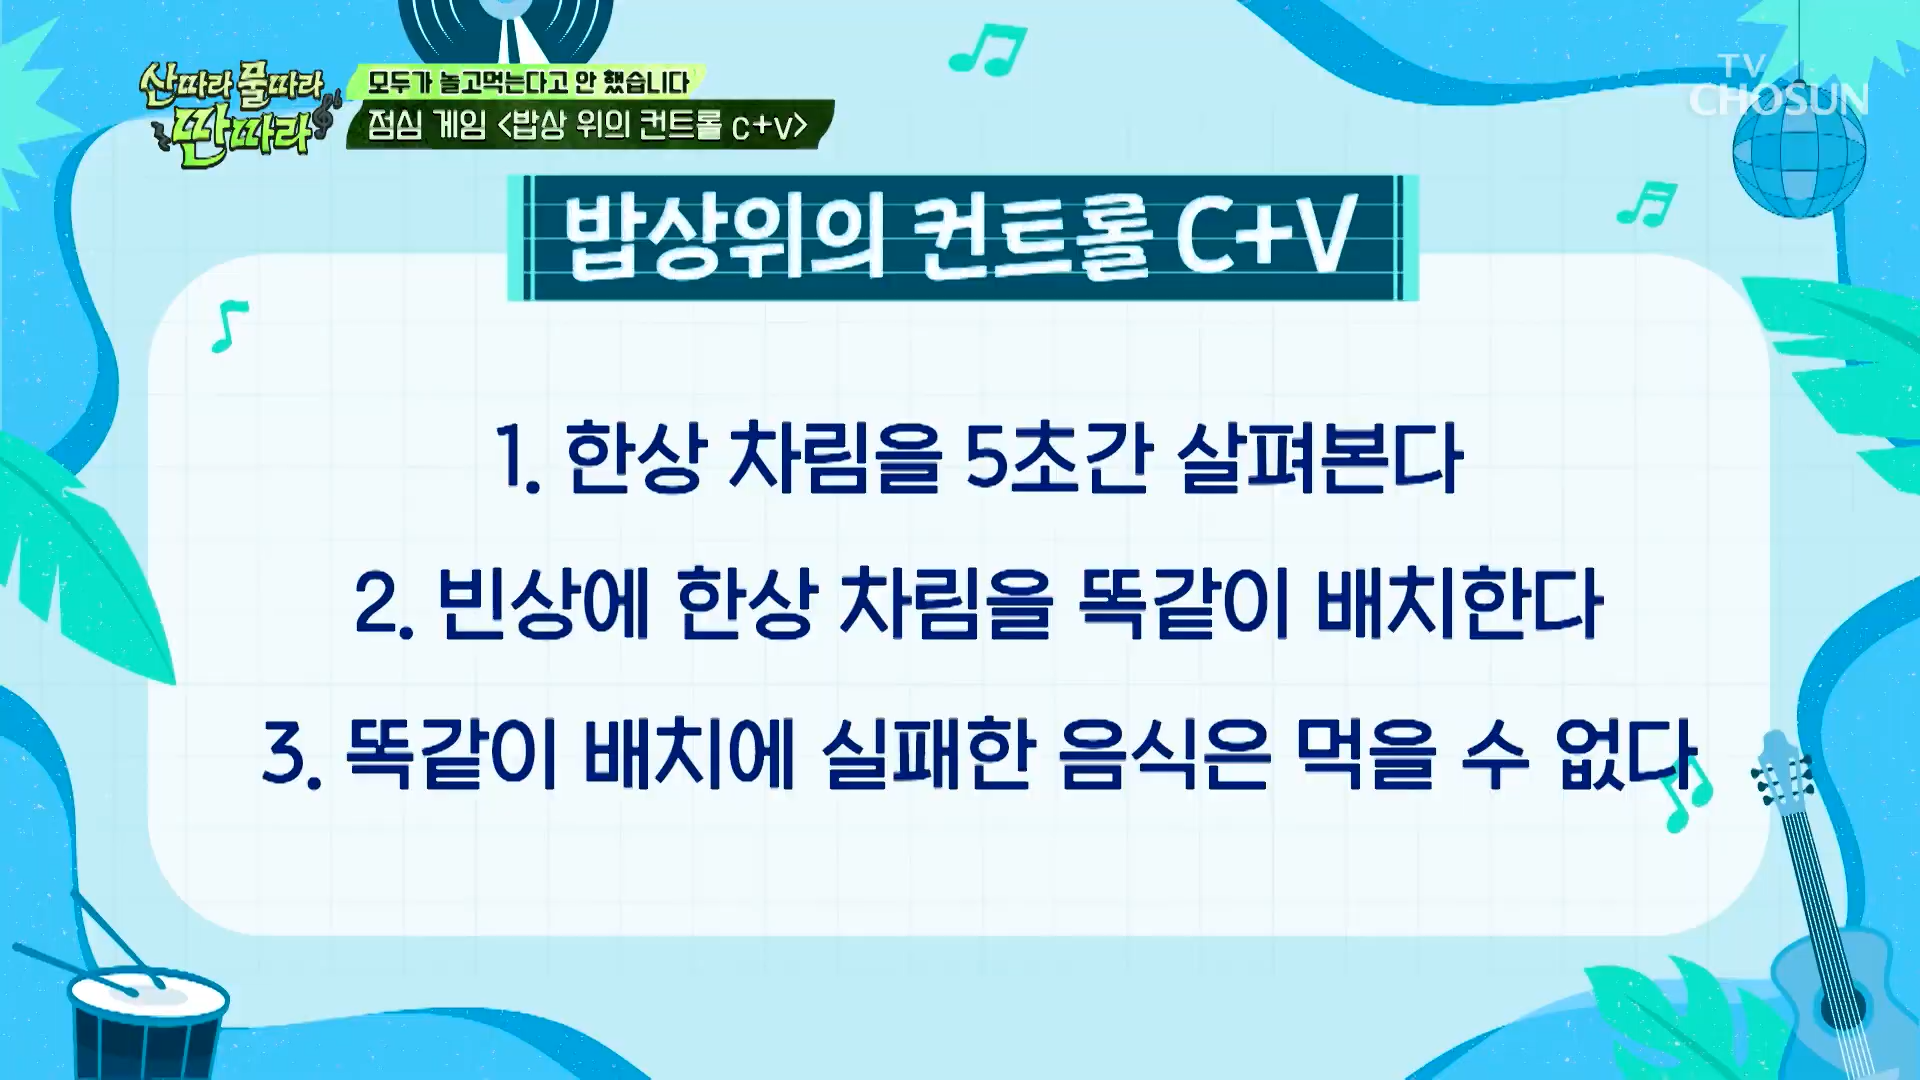 산따라 물따라
딴따라
모두가 놀고먹는다고 안 했습니다
점심 게임 <밥상 위의 컨트롤 C+V>
TV
CHOSUN
밥상위의 컨트롤 C+V
1. 한상 차림을 5초간 살펴본다
2. 빈상에 한상 차림을 똑같이 배치한다
3. 똑같이 배치에 실패한 음식은 먹을 수 없다